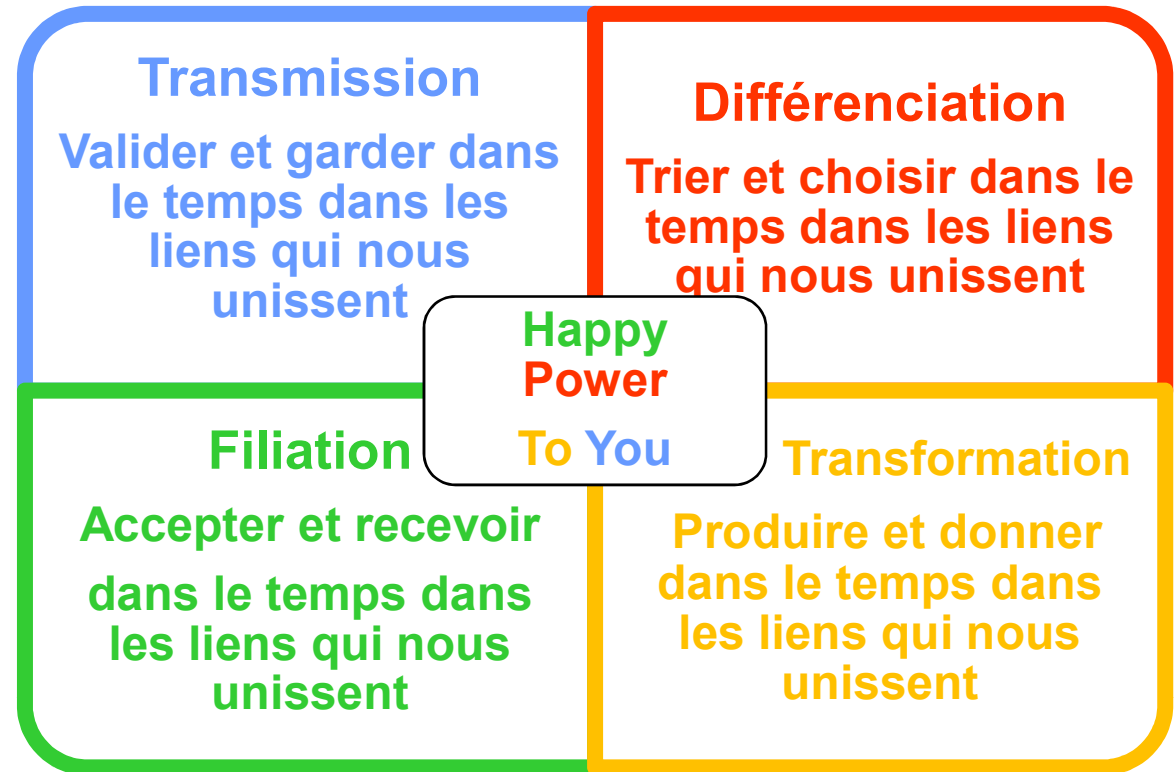 Transmission
Valider et garder dans
le temps dans les
liens qui nous
unissent
Différenciation
Trier et choisir dans le
temps dans les liens
qui nous unissent
Happy
Power
To You
Filiation
Accepter et recevoir
dans le temps dans
les liens qui nous
unissent
Transformation
Produire et donner
dans le temps dans
les liens qui nous
unissent